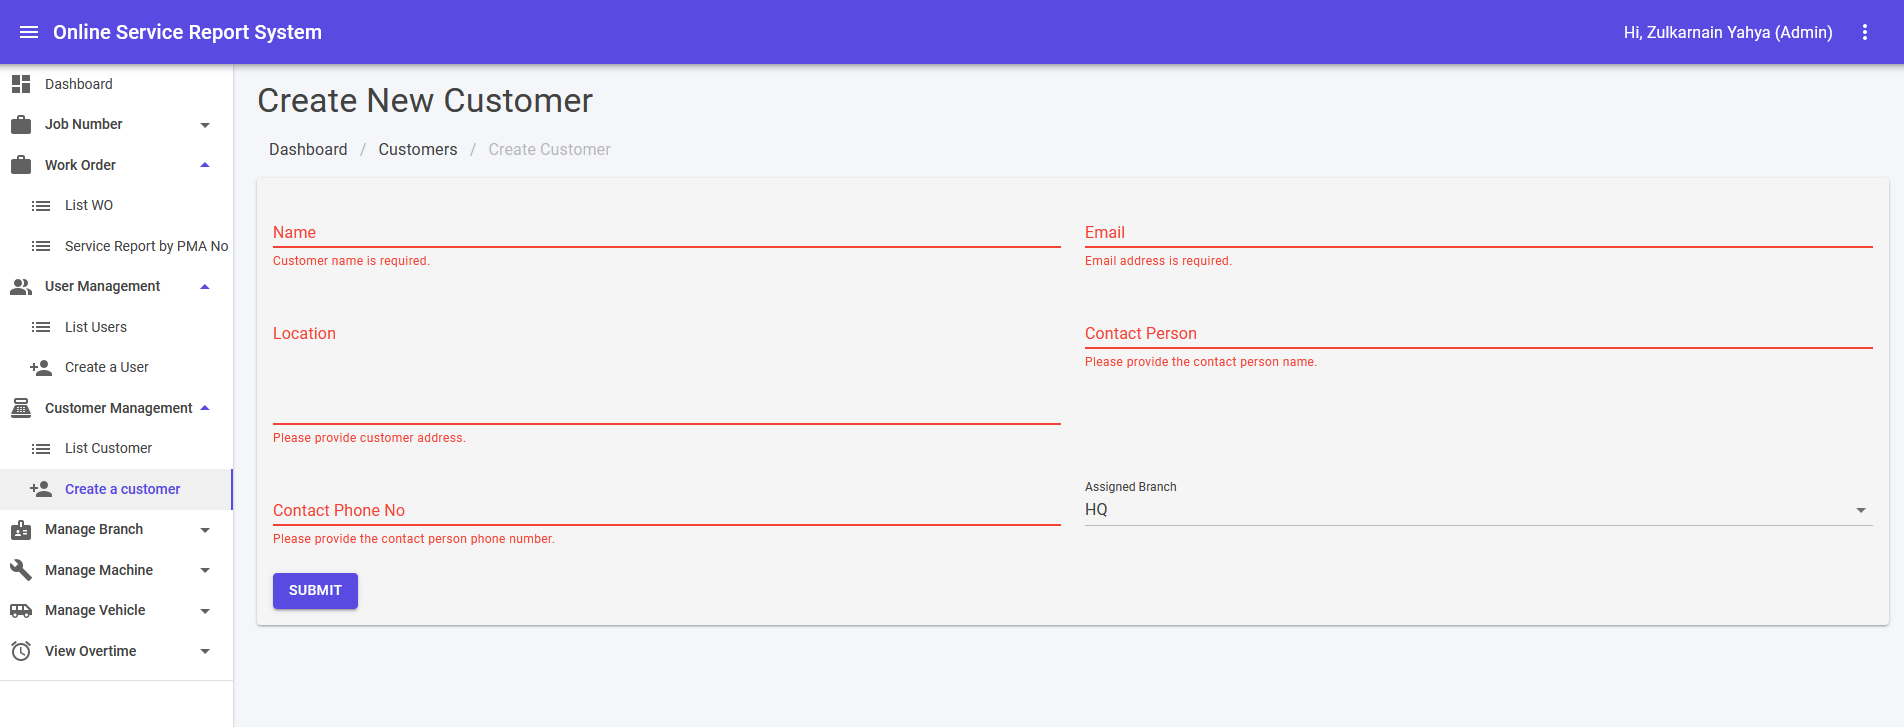 Online Service Report System
Hi, Zulkarnain Yahya (Admin)
Dashboard
Job Number
Work Order
List WO
Service Report by PMA No
User Management
List Users
Create a User
Customer Management
List Customer
Create a customer
Manage Branch
Manage Machine
Manage Vehicle
View Overtime
Create New Customer
Dashboard / Customers / Create Customer
Name
Customer name is required.
Email
Email address is required.
Location
Please provide customer address.
Contact Person
Please provide the contact person name.
Contact Phone No
Please provide the contact person phone number.
Assigned Branch
HQ
SUBMIT